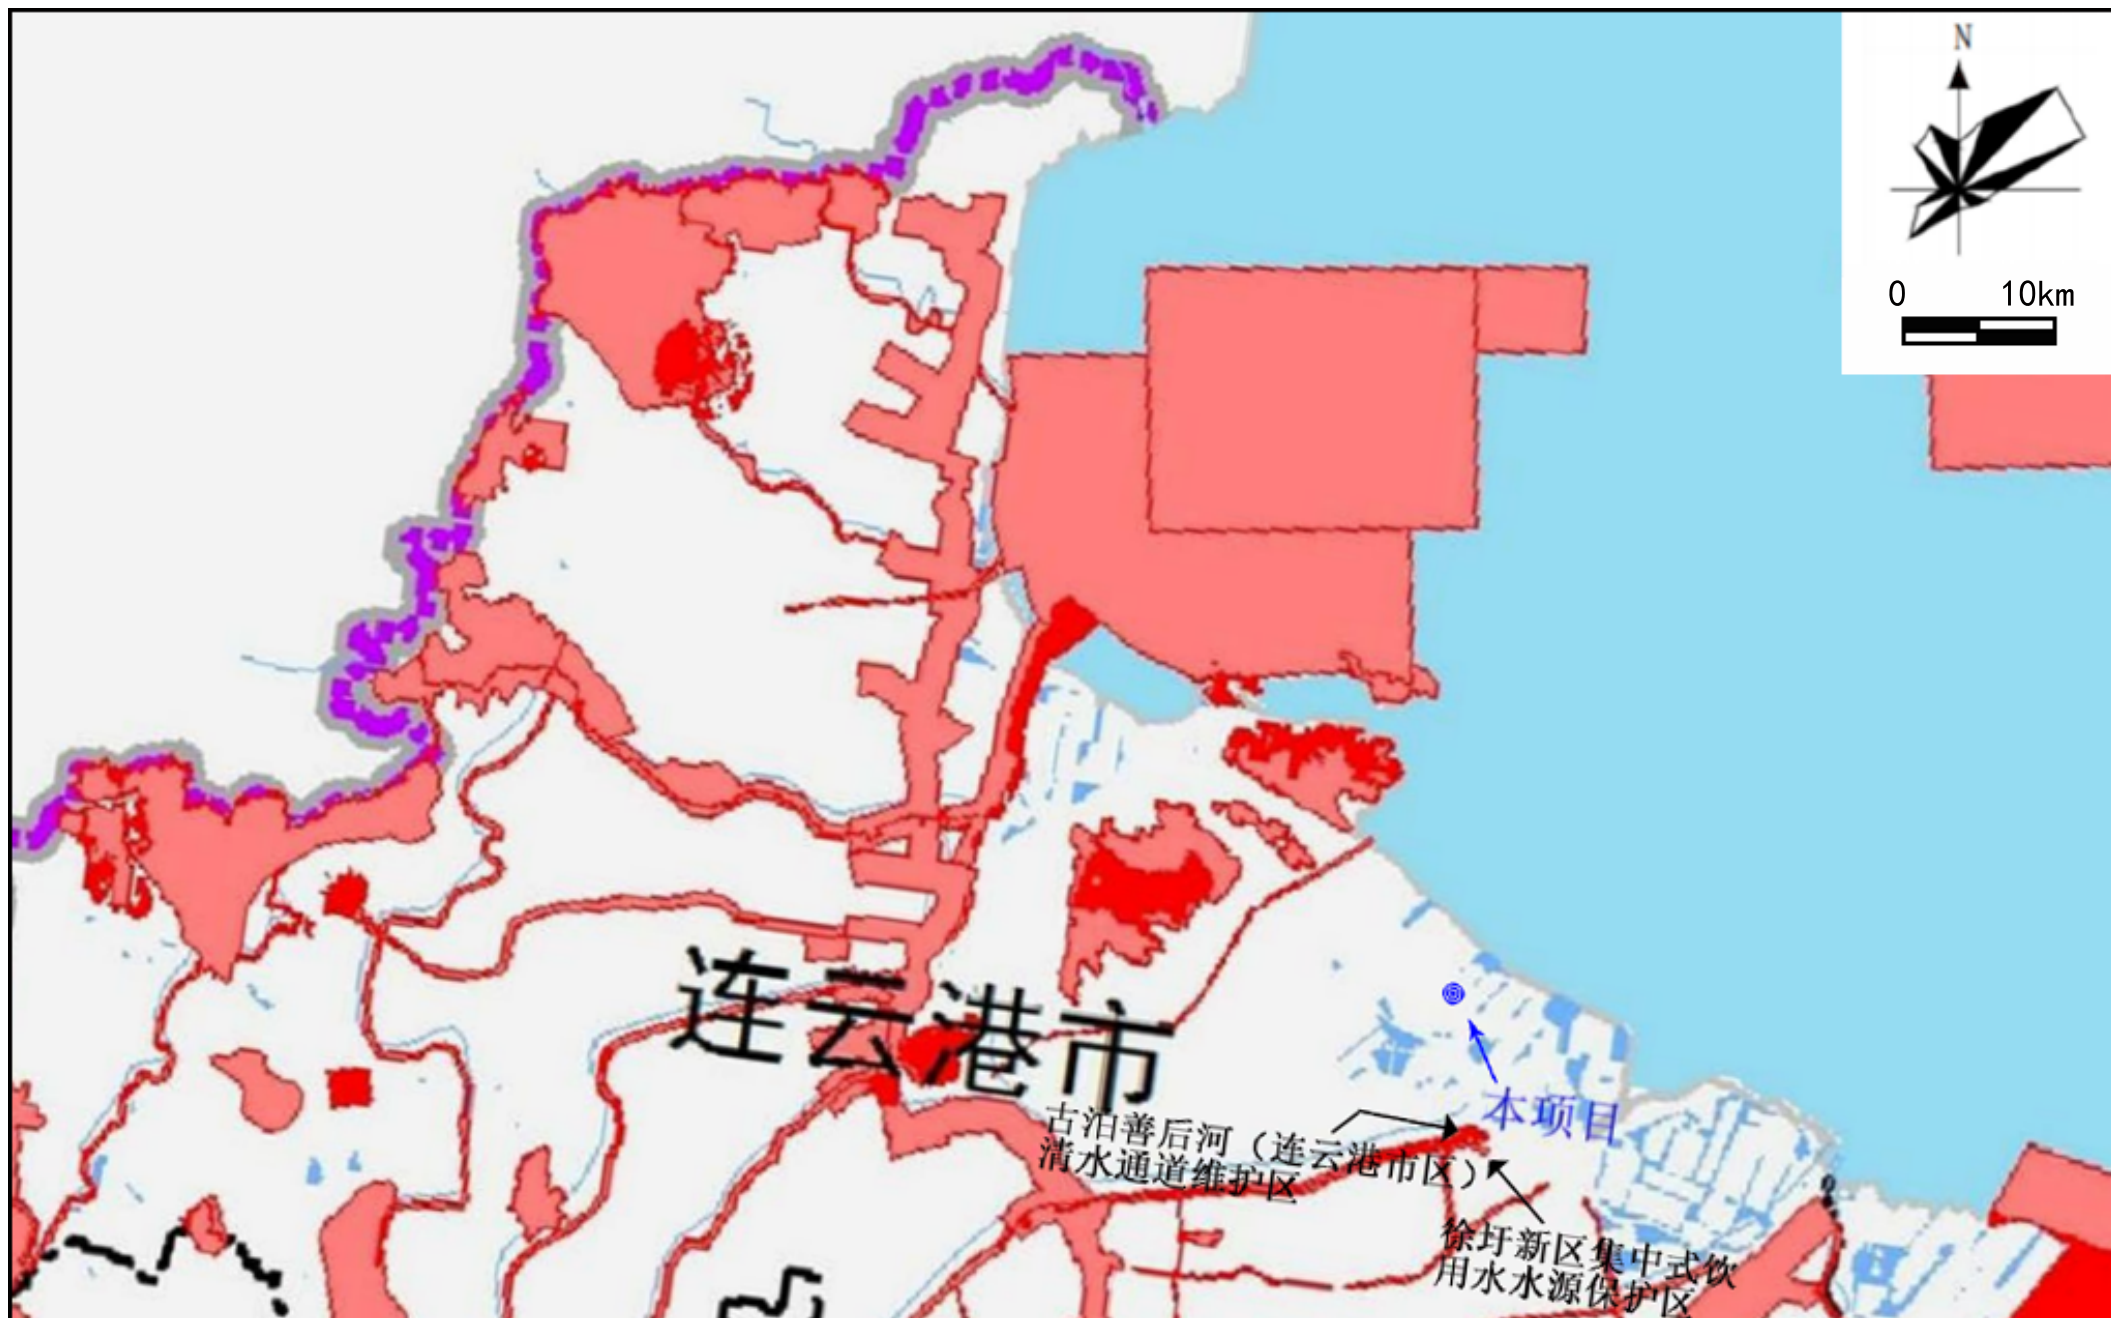 N
0 10km
连云港市
本项目
古泊善后河（连云港市区）
清水通道维护区
徐圩新区集中式饮
用水水源保护区